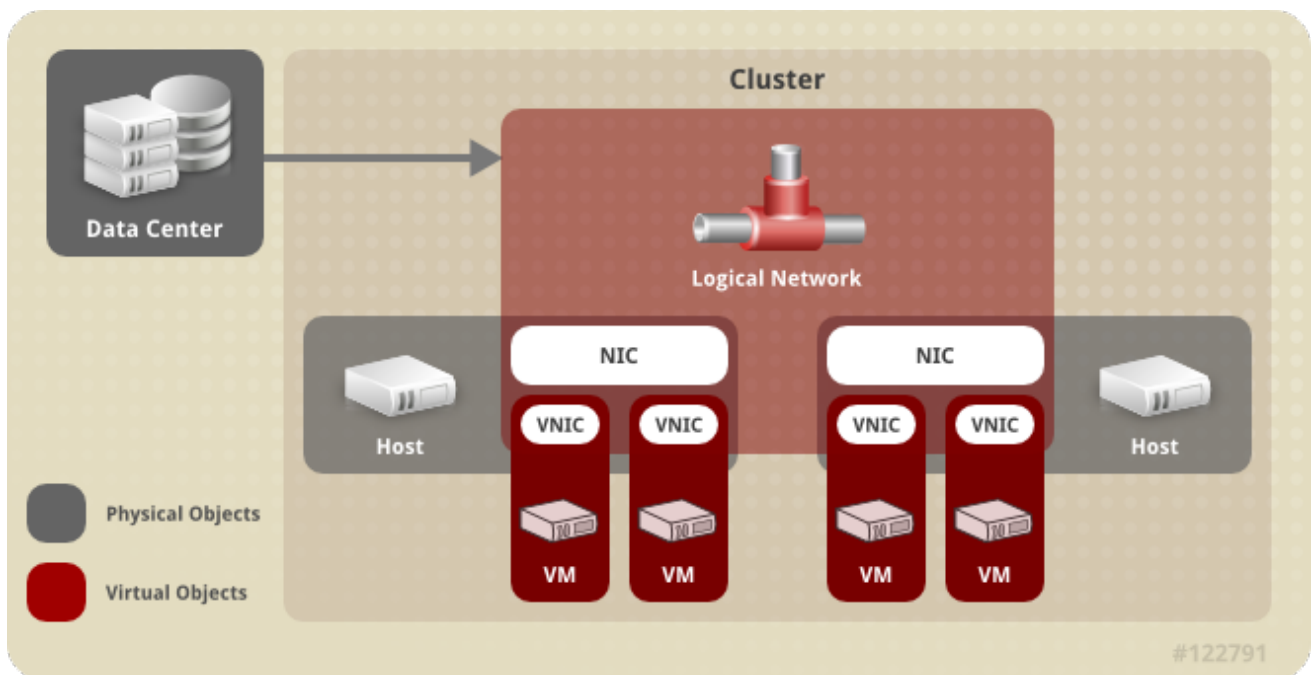 Cluster
Data Center
Logical Network
NIC
NIC
VNIC
VNIC
VNIC
VNIC
Host
Host
Physical Objects
VM
VM
VM
VM
Virtual Objects
#122791